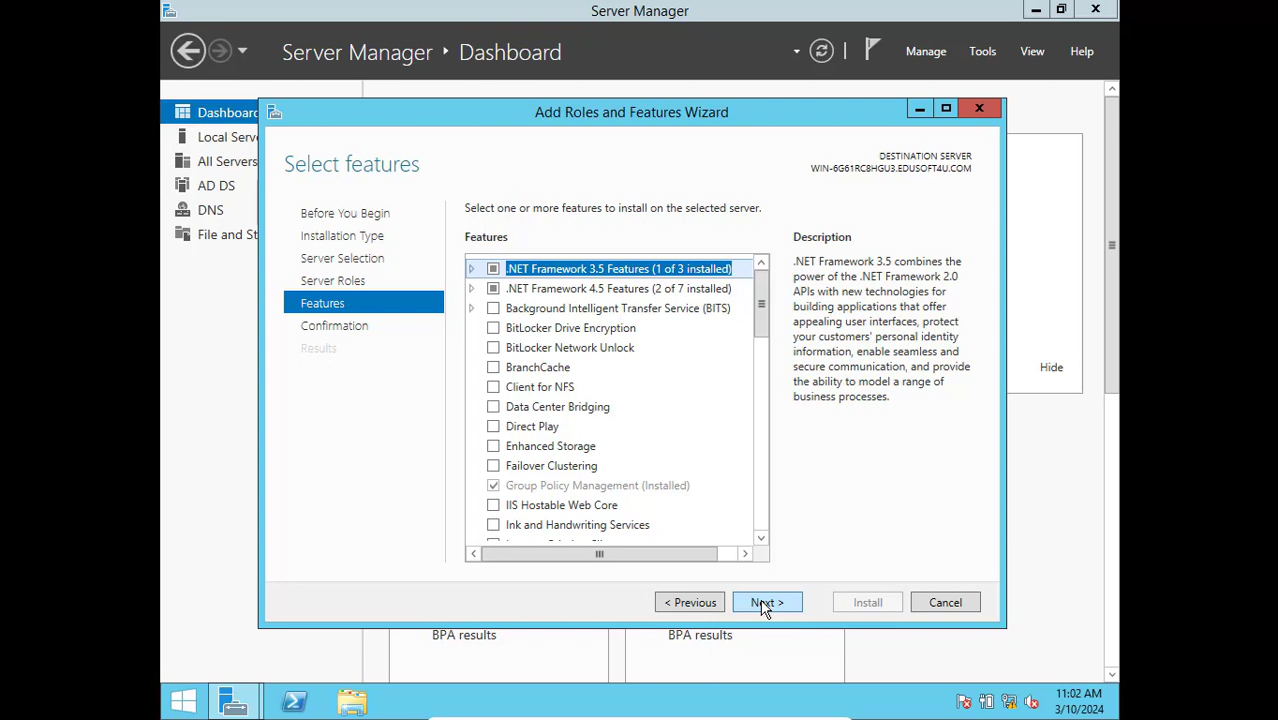 Server Manager
Server Manager ‣ Dashboard
Manage
Tools
View
Help
Dashboard
Local Serve
All Servers
AD DS
DNS
File and St
Add Roles and Features Wizard
Select features
DESTINATION SERVER
WIN-6G61RC8HGU3.EDUSOFT4U.COM
Before You Begin
Installation Type
Server Selection
Server Roles
Features
Confirmation
Results
Select one or more features to install on the selected server.
Features
.NET Framework 3.5 Features (1 of 3 installed)
.NET Framework 4.5 Features (2 of 7 installed)
Background Intelligent Transfer Service (BITS)
BitLocker Drive Encryption
BitLocker Network Unlock
BranchCache
Client for NFS
Data Center Bridging
Direct Play
Enhanced Storage
Failover Clustering
Group Policy Management (Installed)
IIS Hostable Web Core
Ink and Handwriting Services
Description
.NET Framework 3.5 combines the
power of the .NET Framework 2.0
APIs with new technologies for
building applications that offer
appealing user interfaces, protect
your customers' personal identity
information, enable seamless and
secure communication, and provide
the ability to model a range of
business processes.
Hide
< Previous
Next >
Install
Cancel
BPA results
BPA results
11:02 AM
3/10/2024